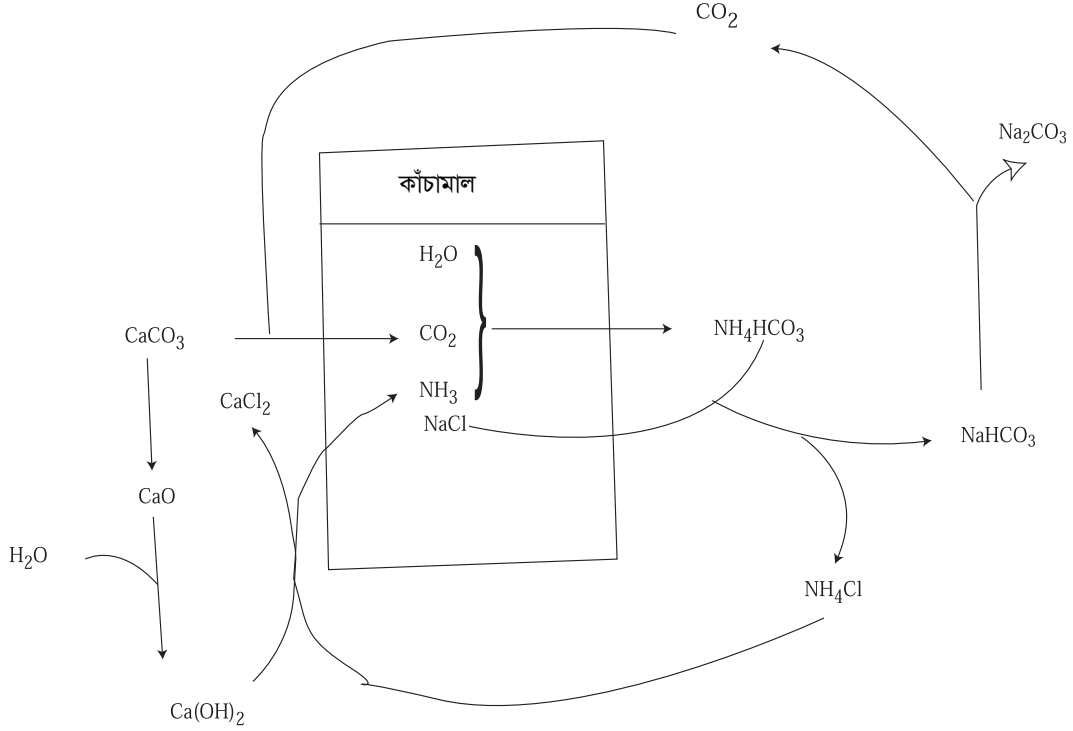 CO₂
Na₂CO₃
কাঁচামাল
H₂O
CaCO₃
CO₂
NH₄HCO₃
NH₃
CaCl₂
NaCl
NaHCO₃
CaO
H₂O
NH₄Cl
Ca(OH)₂